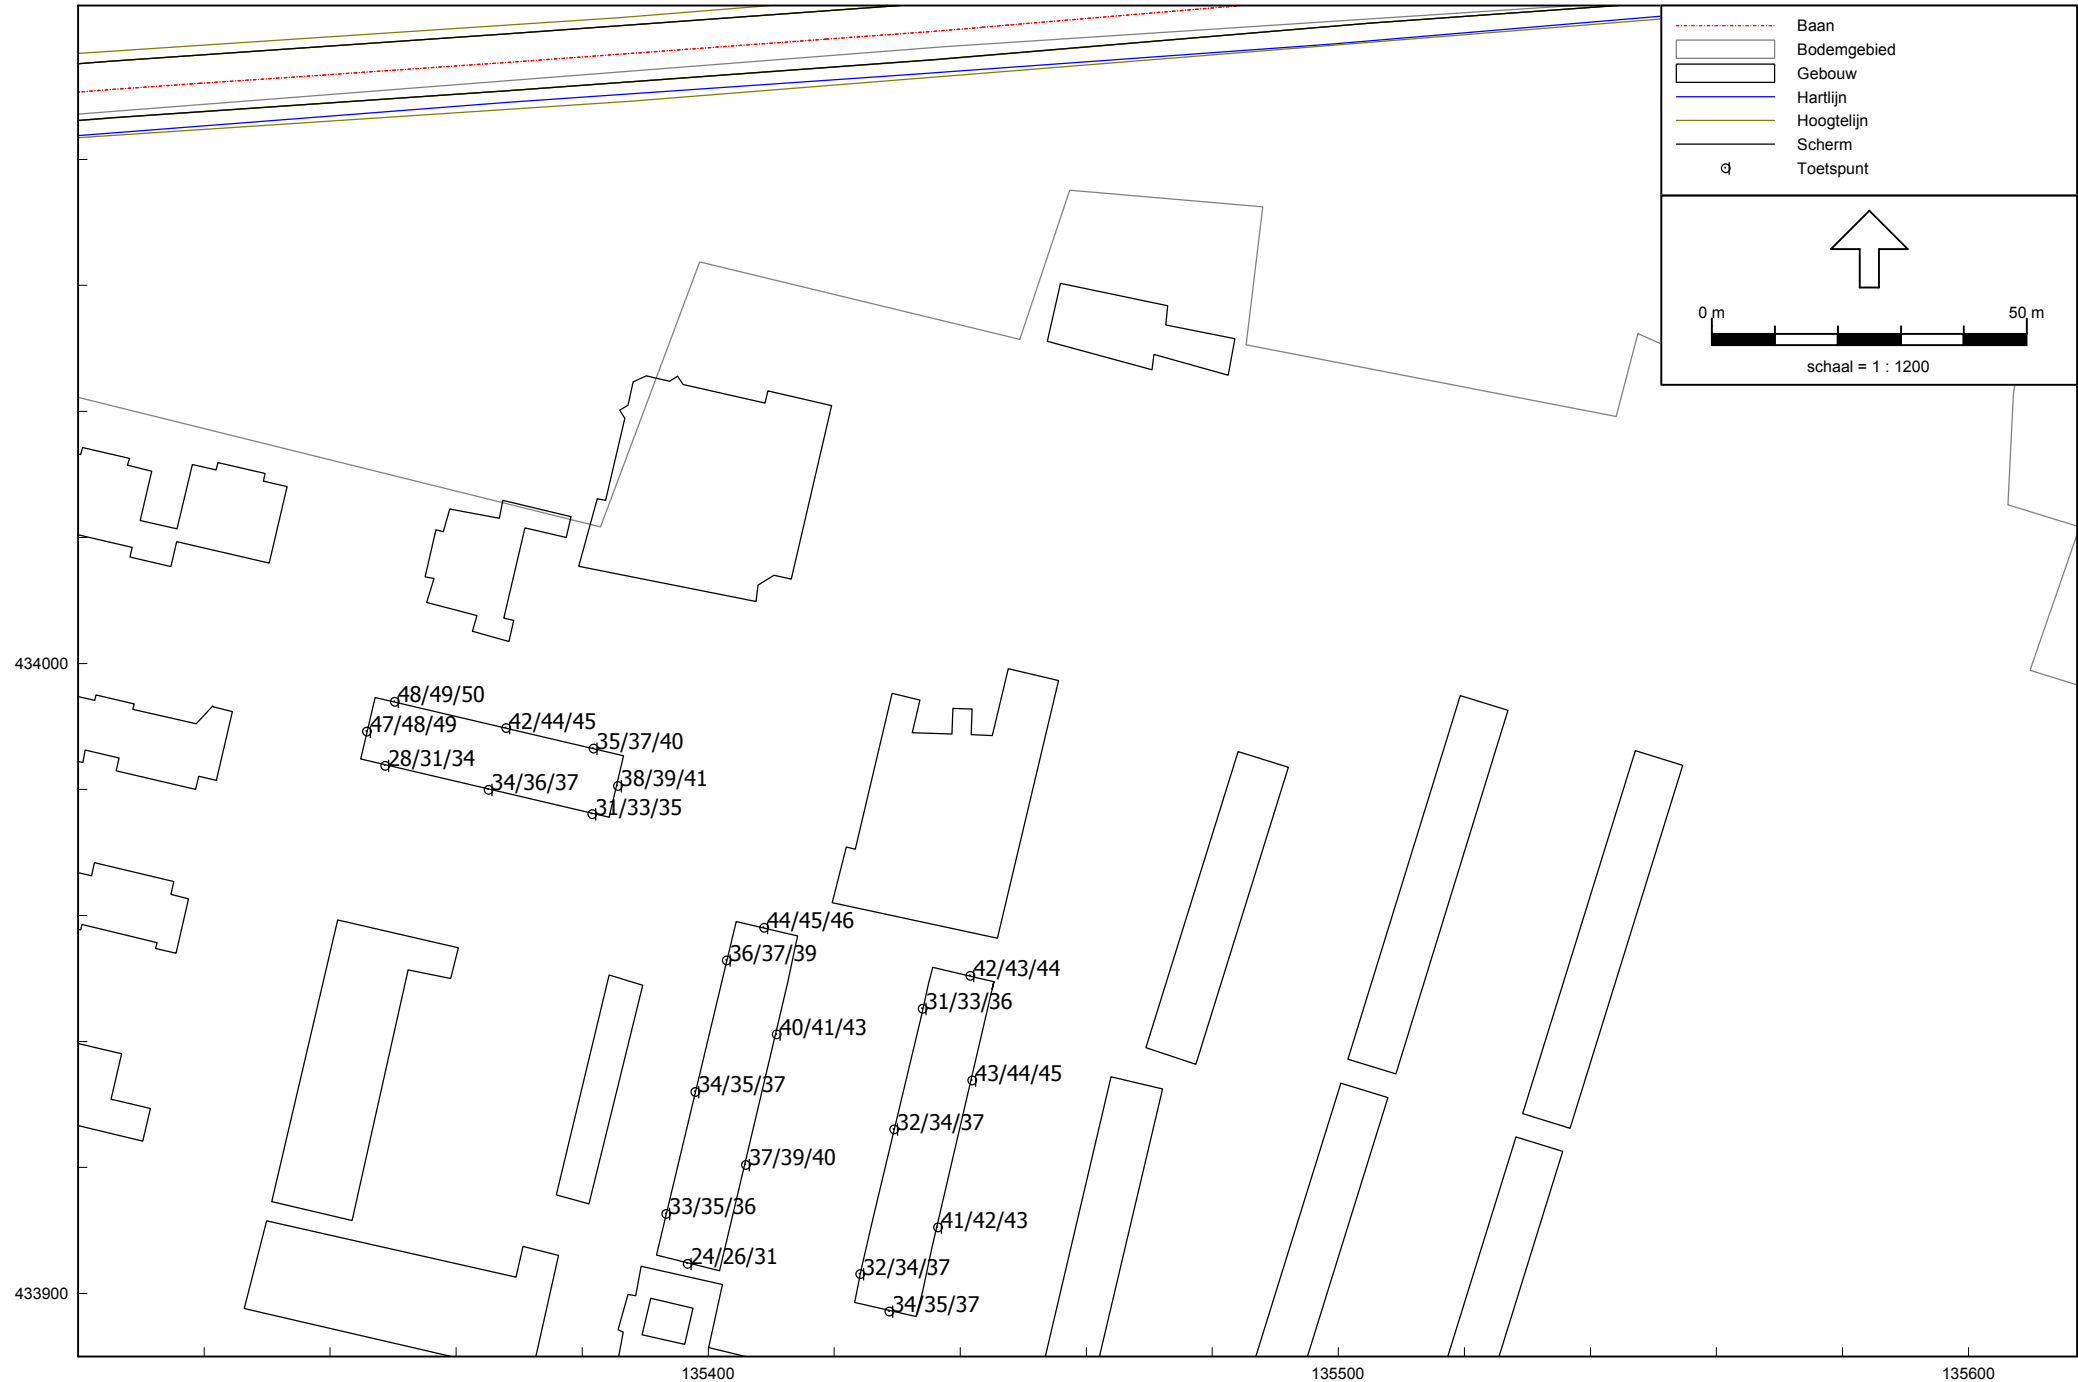 Baan
Bodemgebied
Gebouw
Hartlijn
Hoogtelijn
Scherm
Toetspunt
0 m 50 m
schaal = 1 : 1200
434000
48/49/50
47/48/49
42/44/45
35/37/40
28/31/34
34/36/37
38/39/41
31/33/35
44/45/46
36/37/39
42/43/44
31/33/36
40/41/43
43/44/45
34/35/37
32/34/37
37/39/40
33/35/36
41/42/43
24/26/31
32/34/37
433900
34/35/37
135400 135500 135600